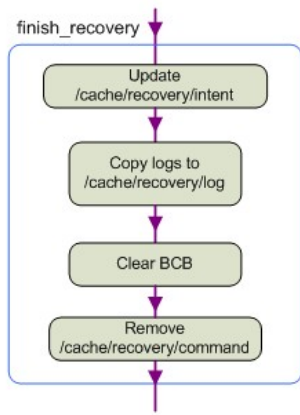 finish_recovery
Update
/cache/recovery/intent
Copy logs to
/cache/recovery/log
Clear BCB
Remove
/cache/recovery/command